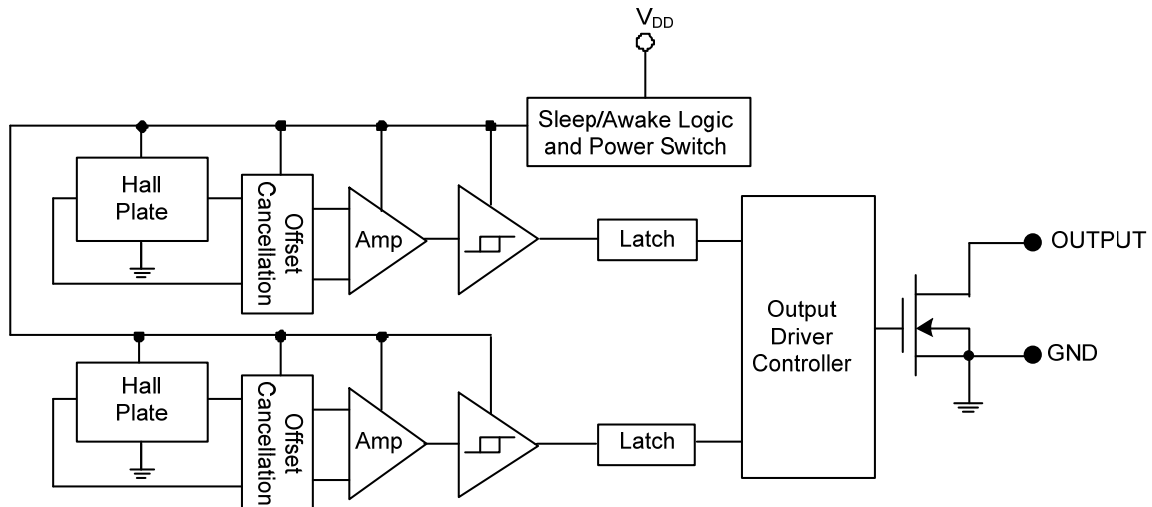 VDD
Sleep/Awake Logic
and Power Switch
Hall
Plate
Offset
Cancellation
Amp
Latch
Output
Driver
Controller
OUTPUT
GND
Hall
Plate
Offset
Cancellation
Amp
Latch